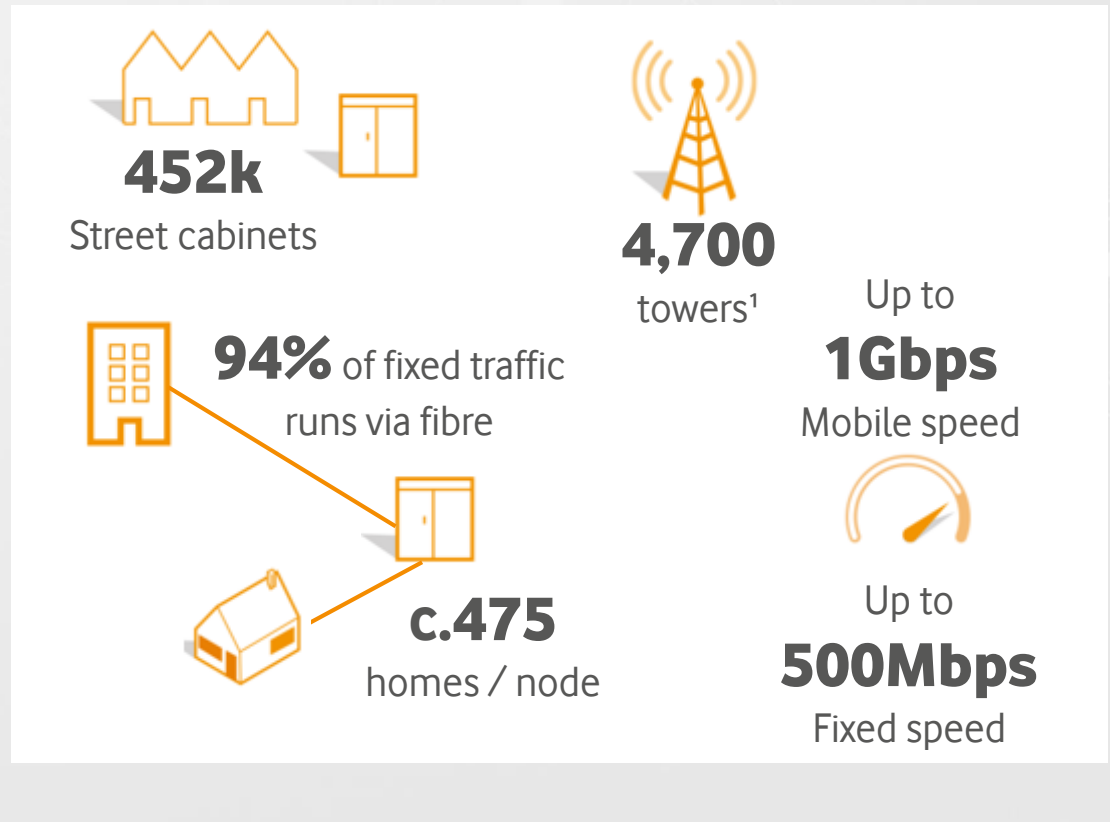 452k
Street cabinets
4,700
towers¹
94% of fixed traffic
runs via fibre
c.475
homes / node
Up to
1Gbps
Mobile speed
Up to
500Mbps
Fixed speed